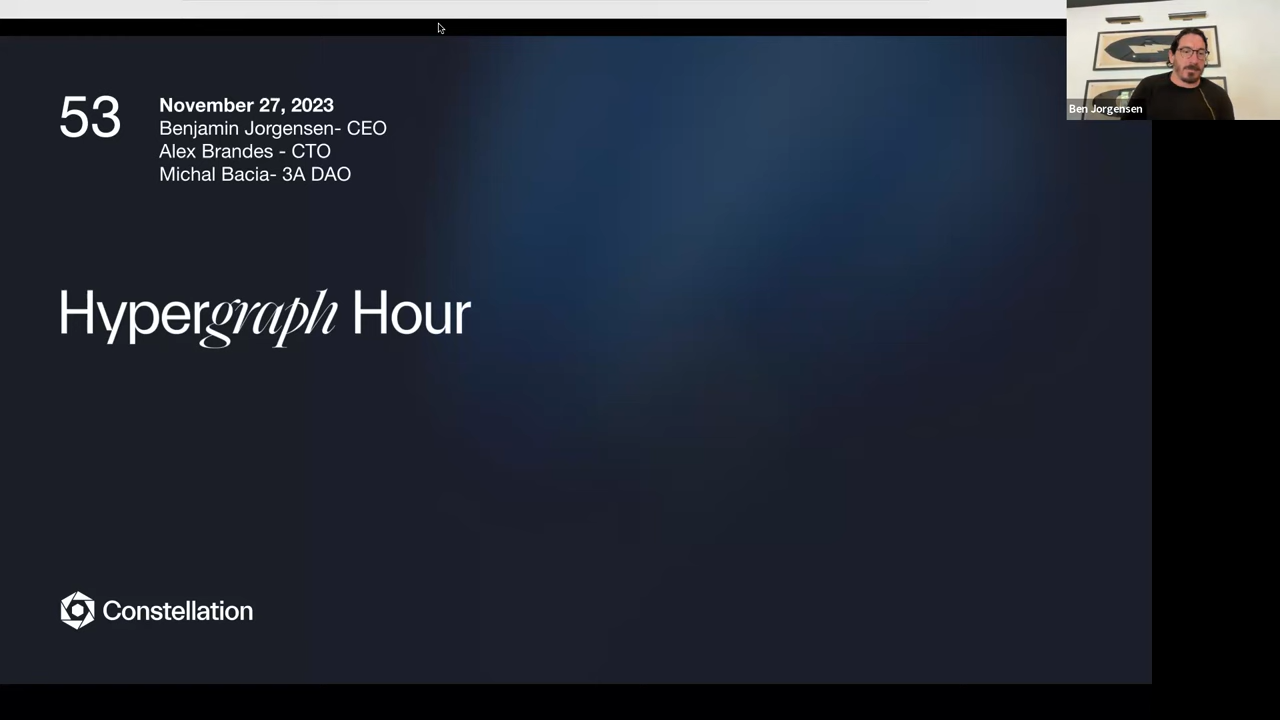 53
November 27, 2023
Benjamin Jorgensen- CEO
Alex Brandes - CTO
Michal Bacia- 3A DAO
Hypergraph Hour
Constellation
Ben Jorgensen